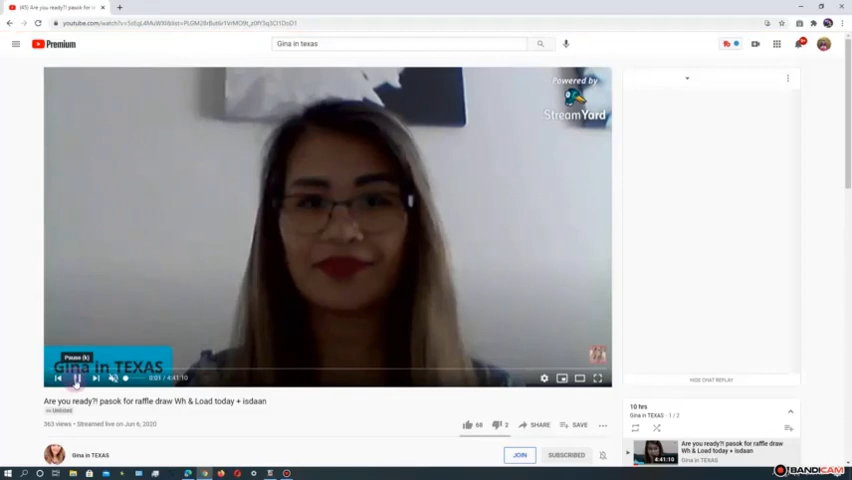 (45) Are you ready?! pasok for
Premium
Gina in texas
9+
Powered by
StreamYard
Pause (k)
Gina in TEXAS
0:01 / 4:41:10
HIDE CHAT REPLAY
Are you ready?! pasok for raffle draw Wh & Load today + isdaan
Unlisted
363 views • Streamed live on Jun 6, 2020
68
2
SHARE
SAVE
Gina in TEXAS
JOIN
SUBSCRIBED
10 hrs
Gina in TEXAS - 1 / 2
Are you ready?! pasok for raffle draw
Wh & Load today + isdaan
Gina in TEXAS
4:41:10
BANDICAM